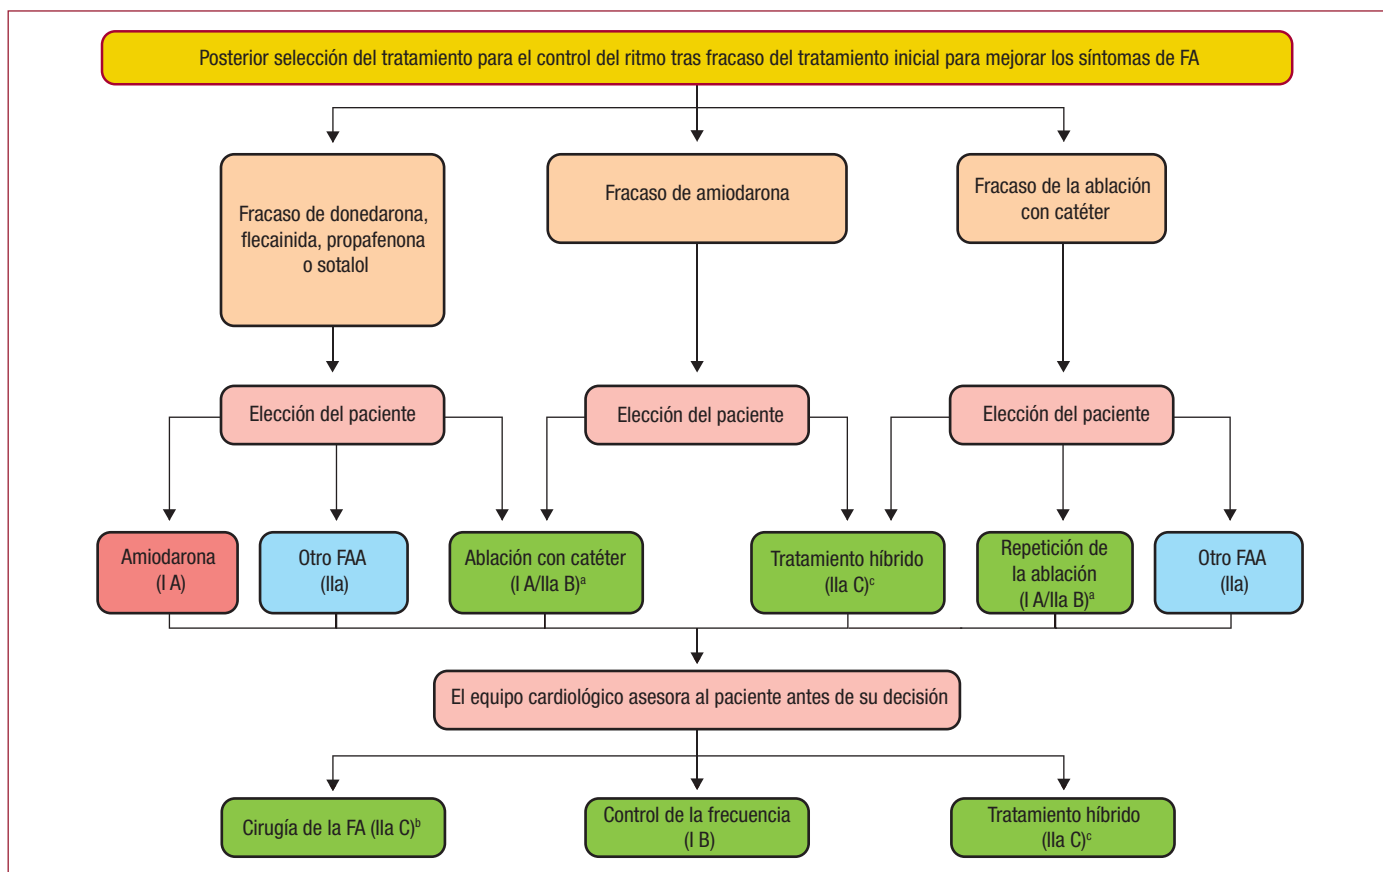 Posterior selección del tratamiento para el control del ritmo tras fracaso del tratamiento inicial para mejorar los síntomas de FA
Fracaso de donedarona,
flecainida, propafenona
o sotalol
Fracaso de amiodarona
Fracaso de la ablación
con catéter
Elección del paciente
Elección del paciente
Elección del paciente
Amiodarona
(I A)
Otro FAA
(IIa)
Ablación con catéter
(I A/IIa B)ª
Tratamiento híbrido
(IIa C)ᶜ
Repetición de
la ablación
(I A/IIa B)ª
Otro FAA
(IIa)
El equipo cardiológico asesora al paciente antes de su decisión
Cirugía de la FA (IIa C)ᵇ
Control de la frecuencia
(I B)
Tratamiento híbrido
(IIa C)ᶜ